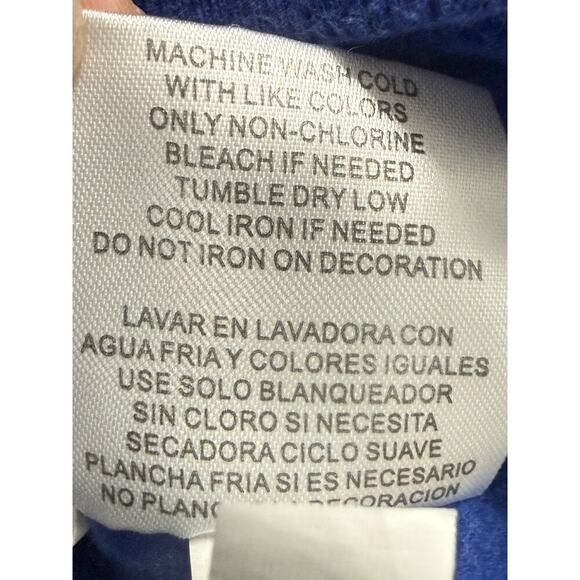 MACHINE WASH COLD
WITH LIKE COLORS
ONLY NON-CHLORINE
BLEACH IF NEEDED
TUMBLE DRY LOW
COOL IRON IF NEEDED
DO NOT IRON ON DECORATION
LAVAR EN LAVADORA CON
AGUA FRIA Y COLORES IGUALES
USE SOLO BLANQUEADOR
SIN CLORO SI NECESITA
SECADORA CICLO SUAVE
PLANCHA FRIA SI ES NECESARIO
NO DECORACION